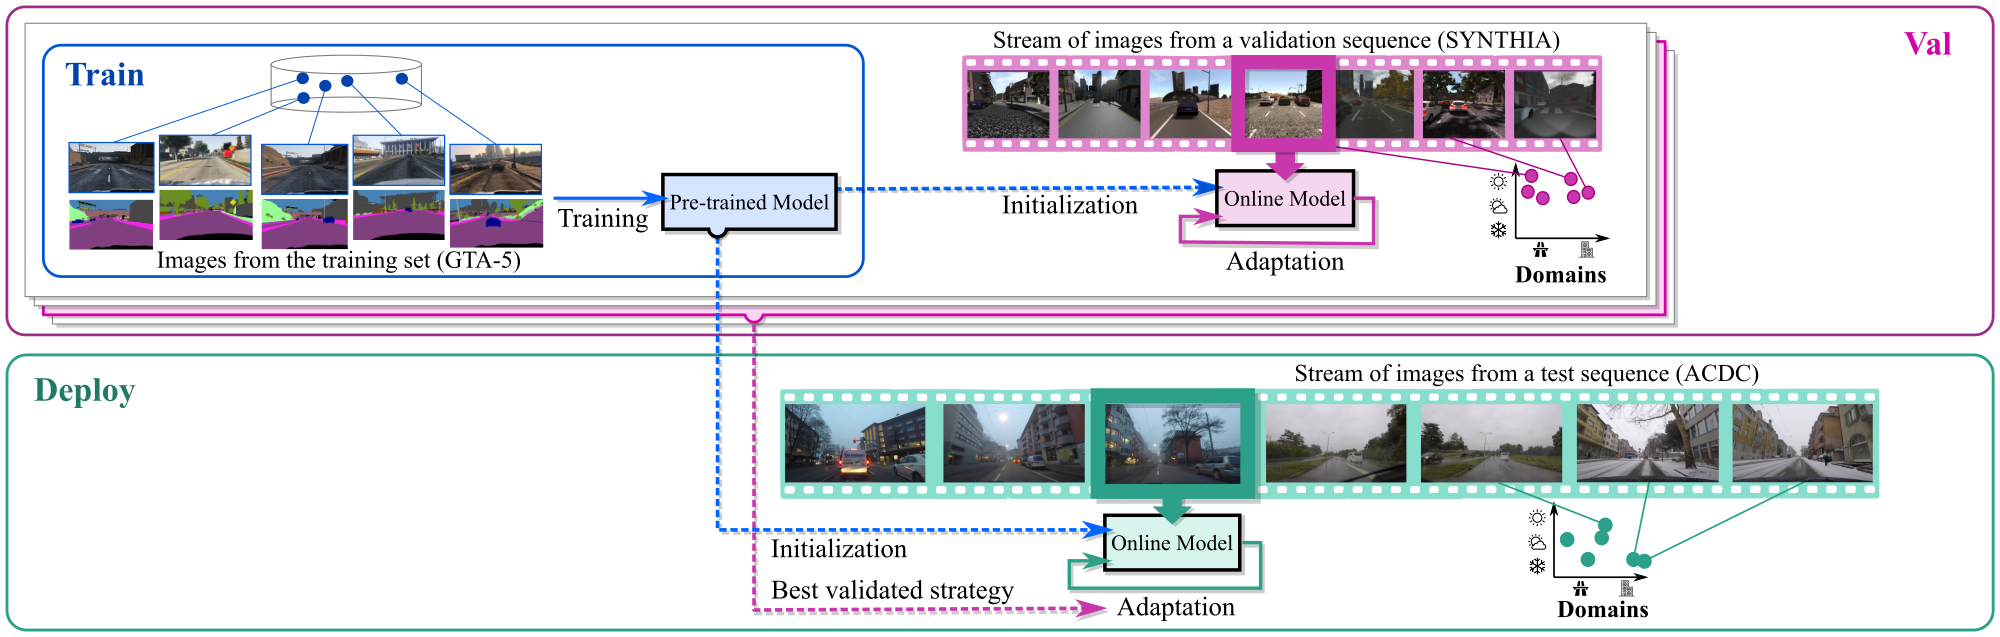 Val
Train
Stream of images from a validation sequence (SYNTHIA)
Pre-trained Model
Training
Initialization
Online Model
Adaptation
Images from the training set (GTA-5)
Domains
Deploy
Stream of images from a test sequence (ACDC)
Initialization
Online Model
Best validated strategy
Adaptation
Domains